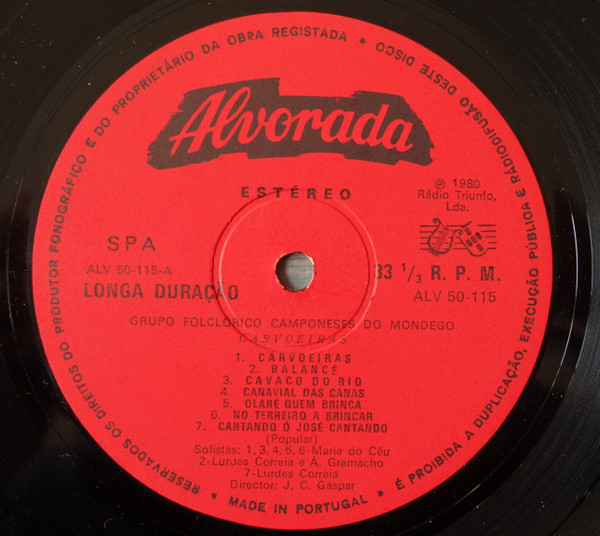 RESERVADOS OS DIREITOS DO PRODUTOR FONOGRÁFICO E DO PROPRIETÁRIO DA OBRA REGISTADA • É PROIBIDA A DUPLICAÇÃO, EXECUÇÃO PÚBLICA E RÁDIODIFUSÃO DESTE DISCO •
Alvorada
ESTÉREO
℗ 1980
Rádio Triunfo,
Lda.
SPA
ALV 50-115-A
LONGA DURAÇÃO
33 1/3 R. P. M.
ALV 50-115
GRUPO FOLCLÓRICO CAMPONESES DO MONDEGO
CARVOEIRAS
1. CARVOEIRAS
2. BALANCÉ
3. CAVACO DO RIO
4. CANAVIAL DAS CANAS
5. OLARÉ QUEM BRINCA
6. NO TERREIRO A BRINCAR
7. CANTANDO Ó JOSÉ CANTANDO
(Popular)
Solistas: 1, 3, 4, 5, 6-Maria do Céu
2-Lurdes Correia e A. Gramacho
7-Lurdes Correia
Director: J. C. Gaspar
• MADE IN PORTUGAL •